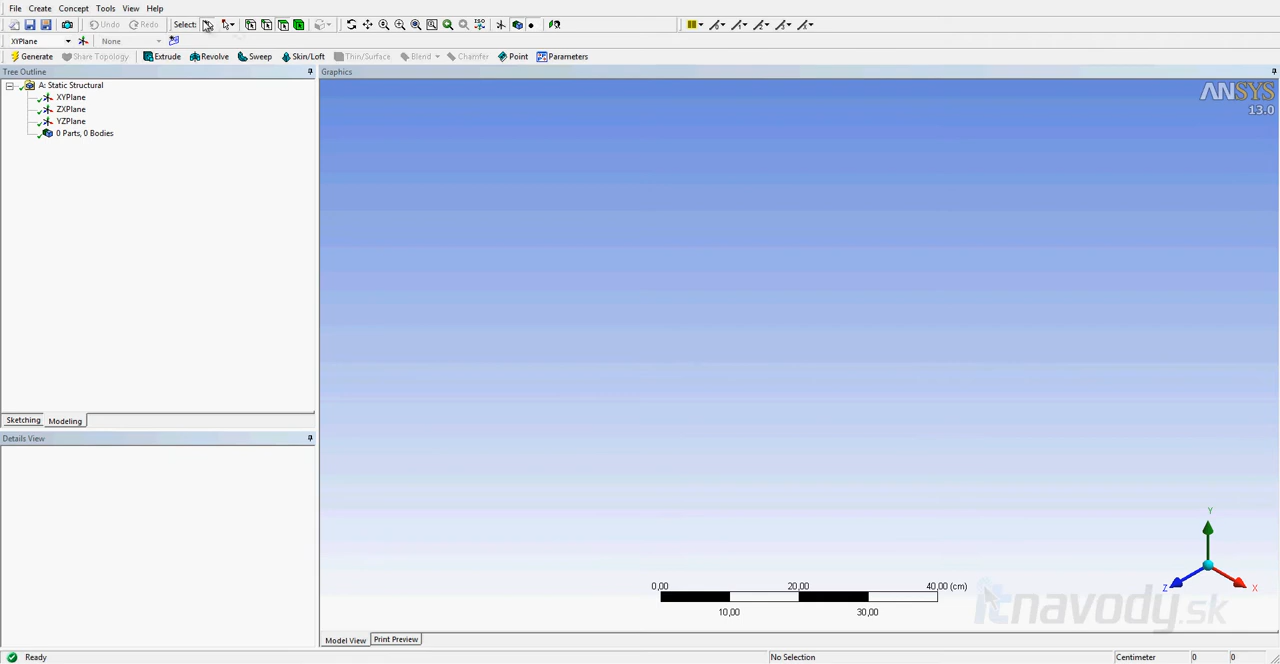 File Create Concept Tools View Help
Undo Redo Select:
XYPlane None
Generate Share Topology Extrude Revolve Sweep Skin/Loft Thin/Surface Blend Chamfer Point Parameters
Tree Outline
A: Static Structural
XYPlane
ZXPlane
YZPlane
0 Parts, 0 Bodies
Sketching Modeling
Details View
Graphics
ANSYS
13.0
Y
Z X
0,00 20,00 40,00 (cm)
10,00 30,00
itnavody.sk
Model View Print Preview
Ready No Selection Centimeter 0 0